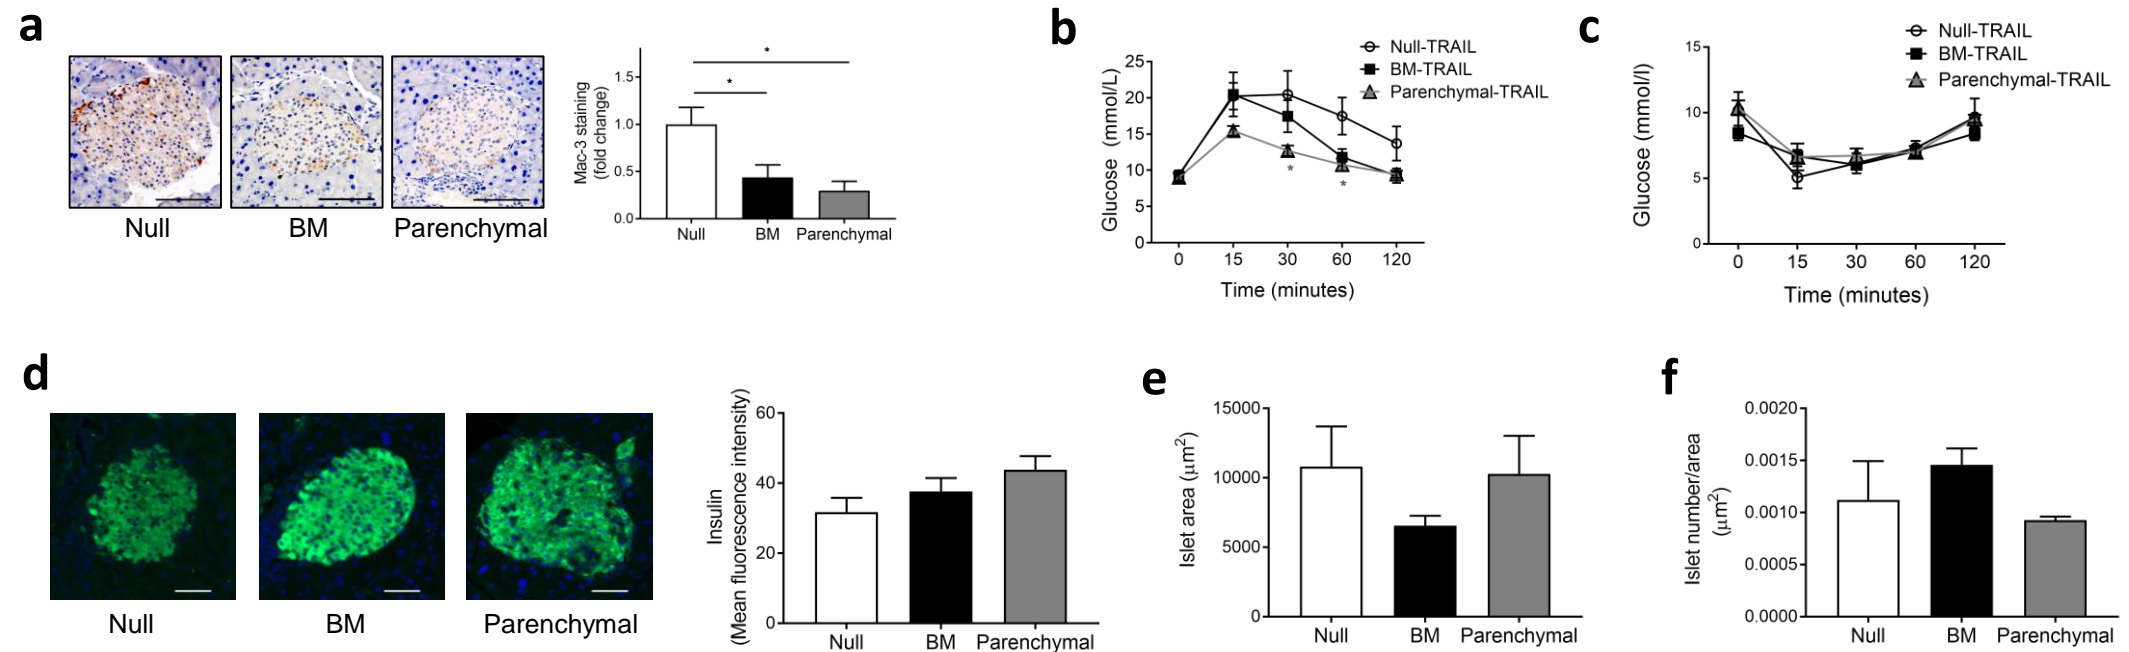 a
Null
BM
Parenchymal
Mac-3 staining
(fold change)
1.5
1.0
0.5
0.0
*
*
Null
BM
Parenchymal
b
Null-TRAIL
BM-TRAIL
Parenchymal-TRAIL
Glucose (mmol/L)
25
20
15
10
5
0
*
*
0
15
30
60
120
Time (minutes)
c
Null-TRAIL
BM-TRAIL
Parenchymal-TRAIL
Glucose (mmol/l)
15
10
5
0
0
15
30
60
120
Time (minutes)
d
Null
BM
Parenchymal
Insulin
(Mean fluorescence intensity)
60
40
20
0
Null
BM
Parenchymal
e
Islet area (µm²)
15000
10000
5000
0
Null
BM
Parenchymal
f
Islet number/area
(µm²)
0.0020
0.0015
0.0010
0.0005
0.0000
Null
BM
Parenchymal